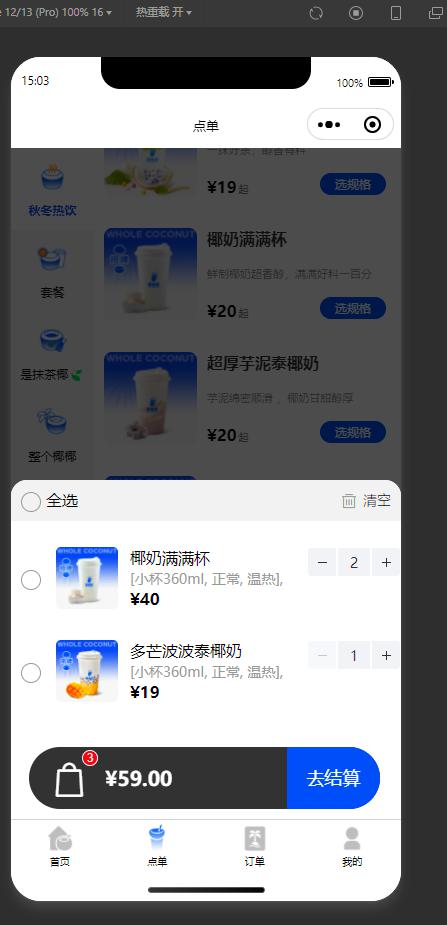 12/13 (Pro) 100% 16
热重载 开
15:03
100%
点单
一抹好茶，醇香有料
¥19起
选规格
秋冬热饮
WHOLE COCONUT
椰奶满满杯
鲜制椰奶超香醇，满满好料一百分
¥20起
选规格
套餐
WHOLE COCONUT
超厚芋泥泰椰奶
芋泥绵密顺滑 ，椰奶甘甜醇厚
¥20起
选规格
是抹茶椰🌿
整个椰椰
全选
清空
WHOLE COCONUT
椰奶满满杯
[小杯360ml, 正常, 温热],
¥40
2
WHOLE COCONUT
多芒波波泰椰奶
[小杯360ml, 正常, 温热],
¥19
1
3
¥59.00
去结算
首页
点单
订单
我的